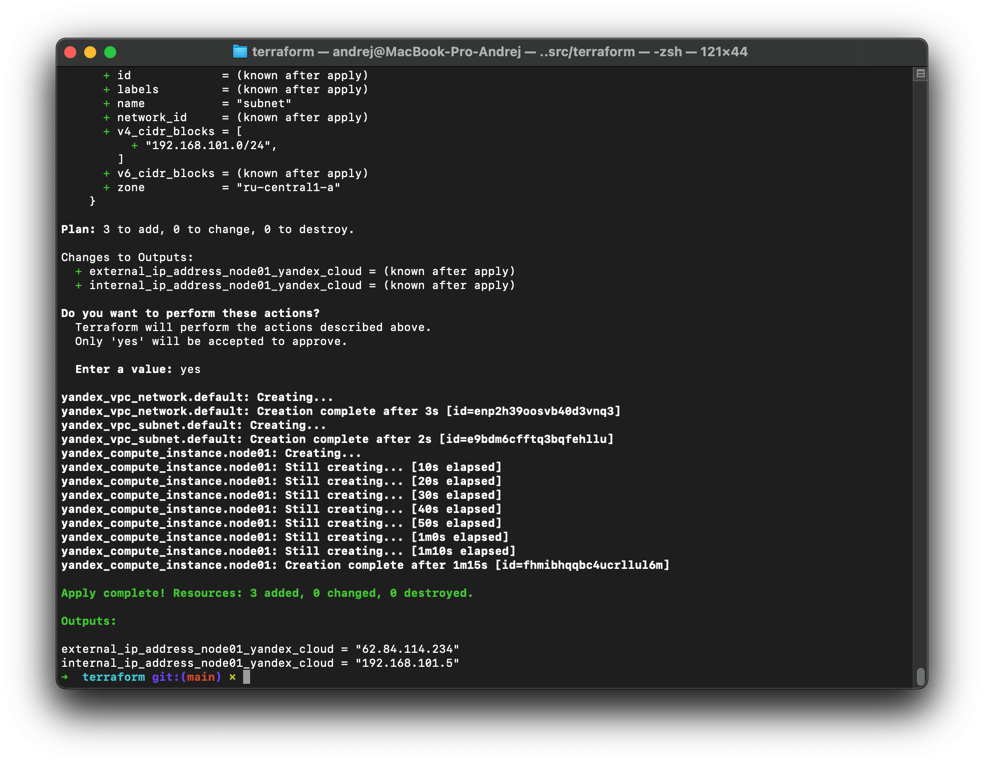 terraform — andrej@MacBook-Pro-Andrej — ..src/terraform — -zsh — 121×44
+ id             = (known after apply)
+ labels         = (known after apply)
+ name           = "subnet"
+ network_id     = (known after apply)
+ v4_cidr_blocks = [
+ "192.168.101.0/24",
]
+ v6_cidr_blocks = (known after apply)
+ zone           = "ru-central1-a"
}
Plan: 3 to add, 0 to change, 0 to destroy.
Changes to Outputs:
+ external_ip_address_node01_yandex_cloud = (known after apply)
+ internal_ip_address_node01_yandex_cloud = (known after apply)
Do you want to perform these actions?
Terraform will perform the actions described above.
Only 'yes' will be accepted to approve.
Enter a value: yes
yandex_vpc_network.default: Creating...
yandex_vpc_network.default: Creation complete after 3s [id=enp2h39oosvb40d3vnq3]
yandex_vpc_subnet.default: Creating...
yandex_vpc_subnet.default: Creation complete after 2s [id=e9bdm6cfftq3bqfehllu]
yandex_compute_instance.node01: Creating...
yandex_compute_instance.node01: Still creating... [10s elapsed]
yandex_compute_instance.node01: Still creating... [20s elapsed]
yandex_compute_instance.node01: Still creating... [30s elapsed]
yandex_compute_instance.node01: Still creating... [40s elapsed]
yandex_compute_instance.node01: Still creating... [50s elapsed]
yandex_compute_instance.node01: Still creating... [1m0s elapsed]
yandex_compute_instance.node01: Still creating... [1m10s elapsed]
yandex_compute_instance.node01: Creation complete after 1m15s [id=fhmibhqqbc4ucrllul6m]
Apply complete! Resources: 3 added, 0 changed, 0 destroyed.
Outputs:
external_ip_address_node01_yandex_cloud = "62.84.114.234"
internal_ip_address_node01_yandex_cloud = "192.168.101.5"
➜  terraform git:(main) ✗